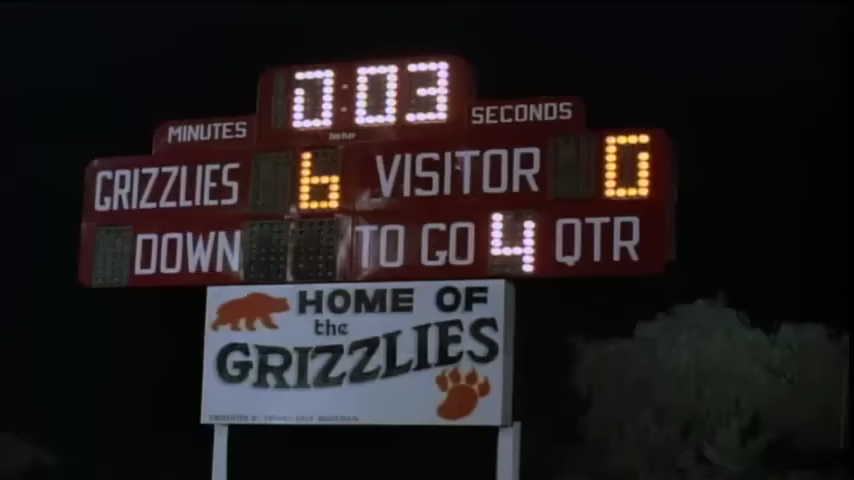 0:03
MINUTES SECONDS
GRIZZLIES 6 VISITOR 0
DOWN TO GO 4 QTR
HOME OF
the
GRIZZLIES